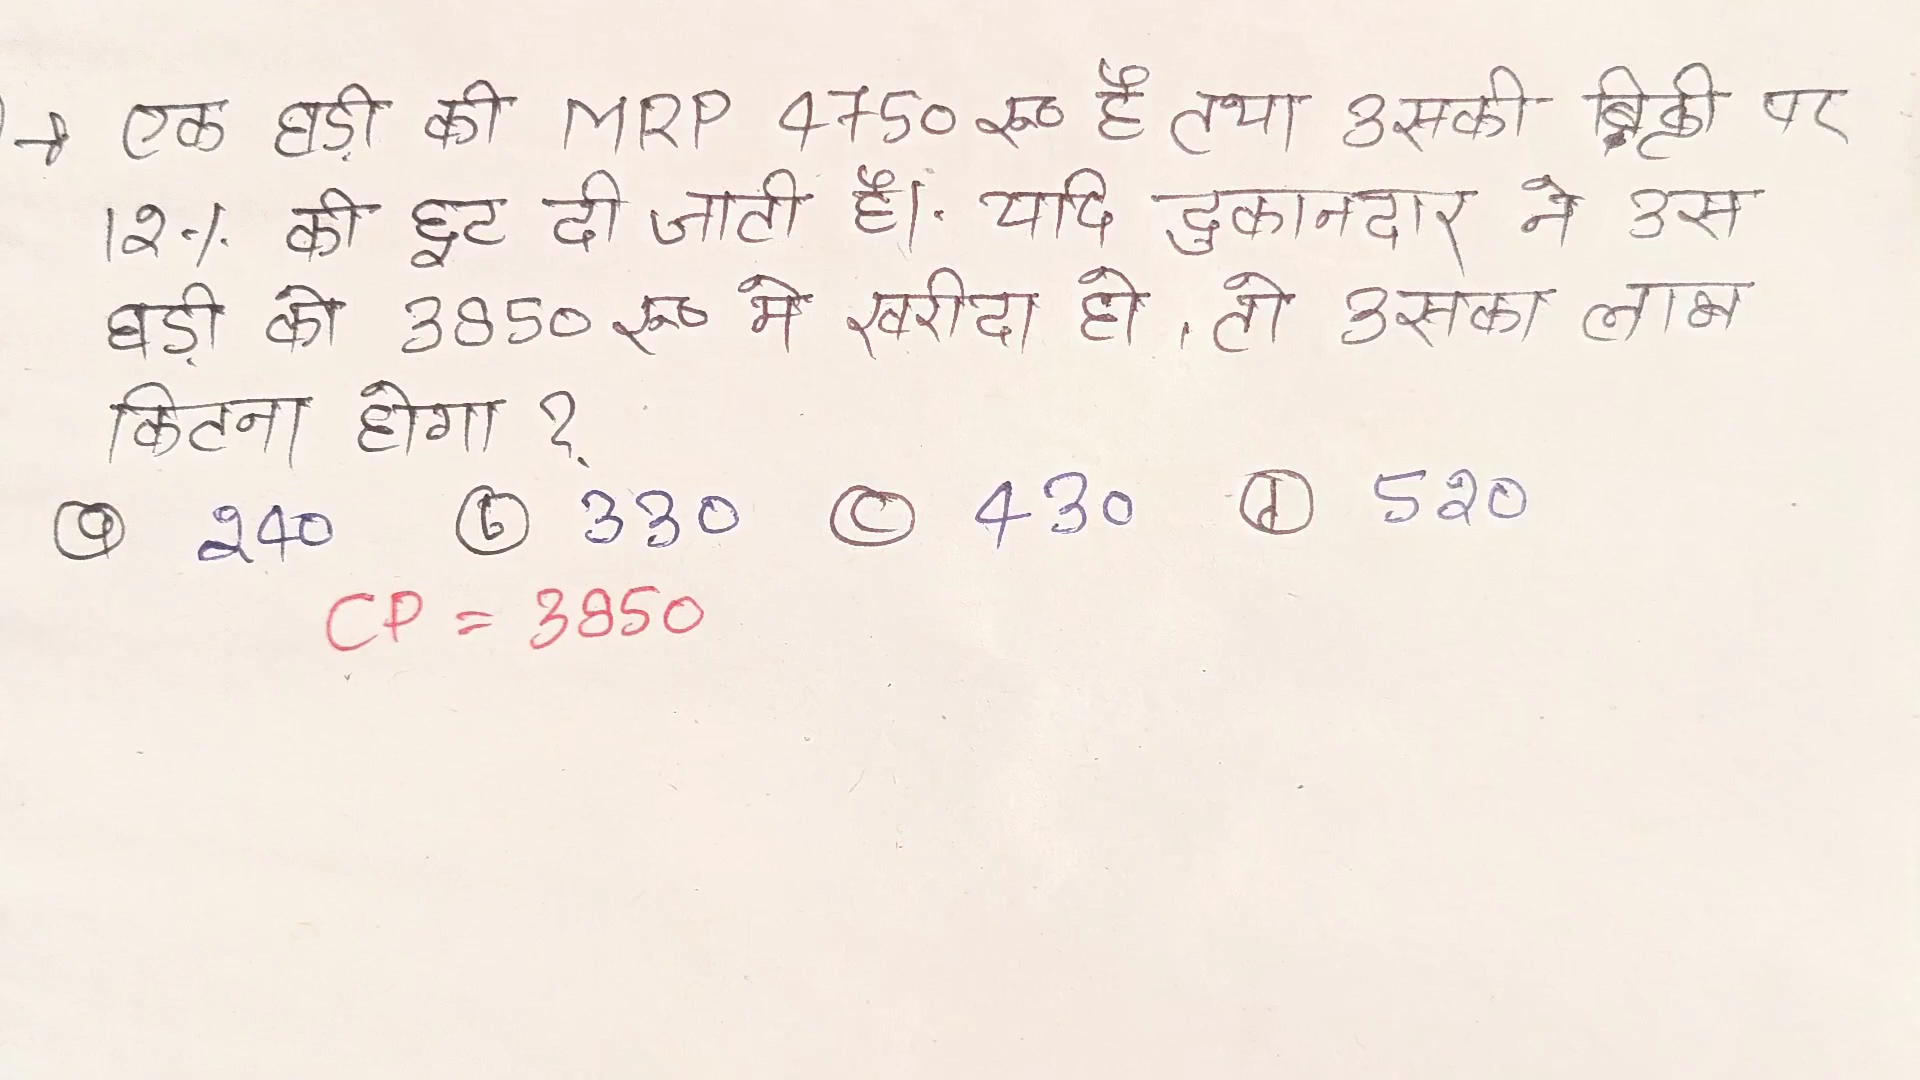 → एक घड़ी की MRP 4750 रू० है तथा उसकी बिक्री पर
12% की छूट दी जाती है। यदि दुकानदार ने उस
घड़ी को 3850 रू० मे खरीदा हो, तो उसका लाभ
कितना होगा ?
(a) 240 (b) 330 (c) 430 (d) 520
CP = 3850